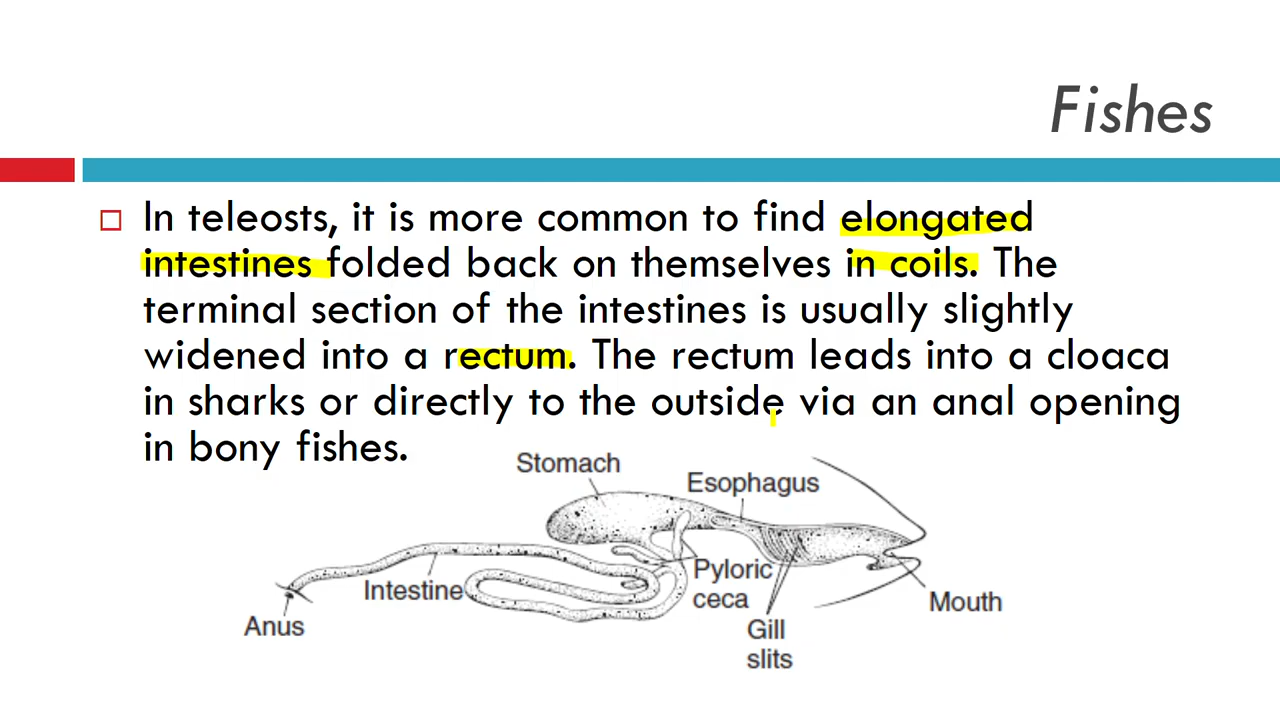 Fishes
In teleosts, it is more common to find elongated
intestines folded back on themselves in coils. The
terminal section of the intestines is usually slightly
widened into a rectum. The rectum leads into a cloaca
in sharks or directly to the outside via an anal opening
in bony fishes.
Stomach
Esophagus
Pyloric
ceca
Intestine
Mouth
Anus
Gill
slits